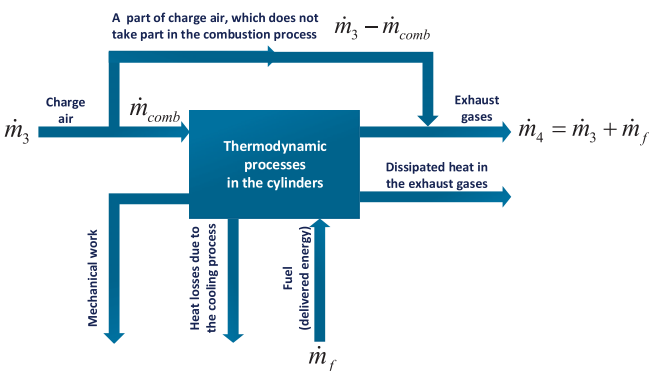 A part of charge air, which does not
take part in the combustion process
ṁ₃ − ṁcomb
Charge
air
ṁcomb
Exhaust
gases
ṁ₃
ṁ₄ = ṁ₃ + ṁf
Thermodynamic
processes
in the cylinders
Dissipated heat in
the exhaust gases
Mechanical work
Heat losses due to
the cooling process
Fuel
(delivered energy)
ṁf